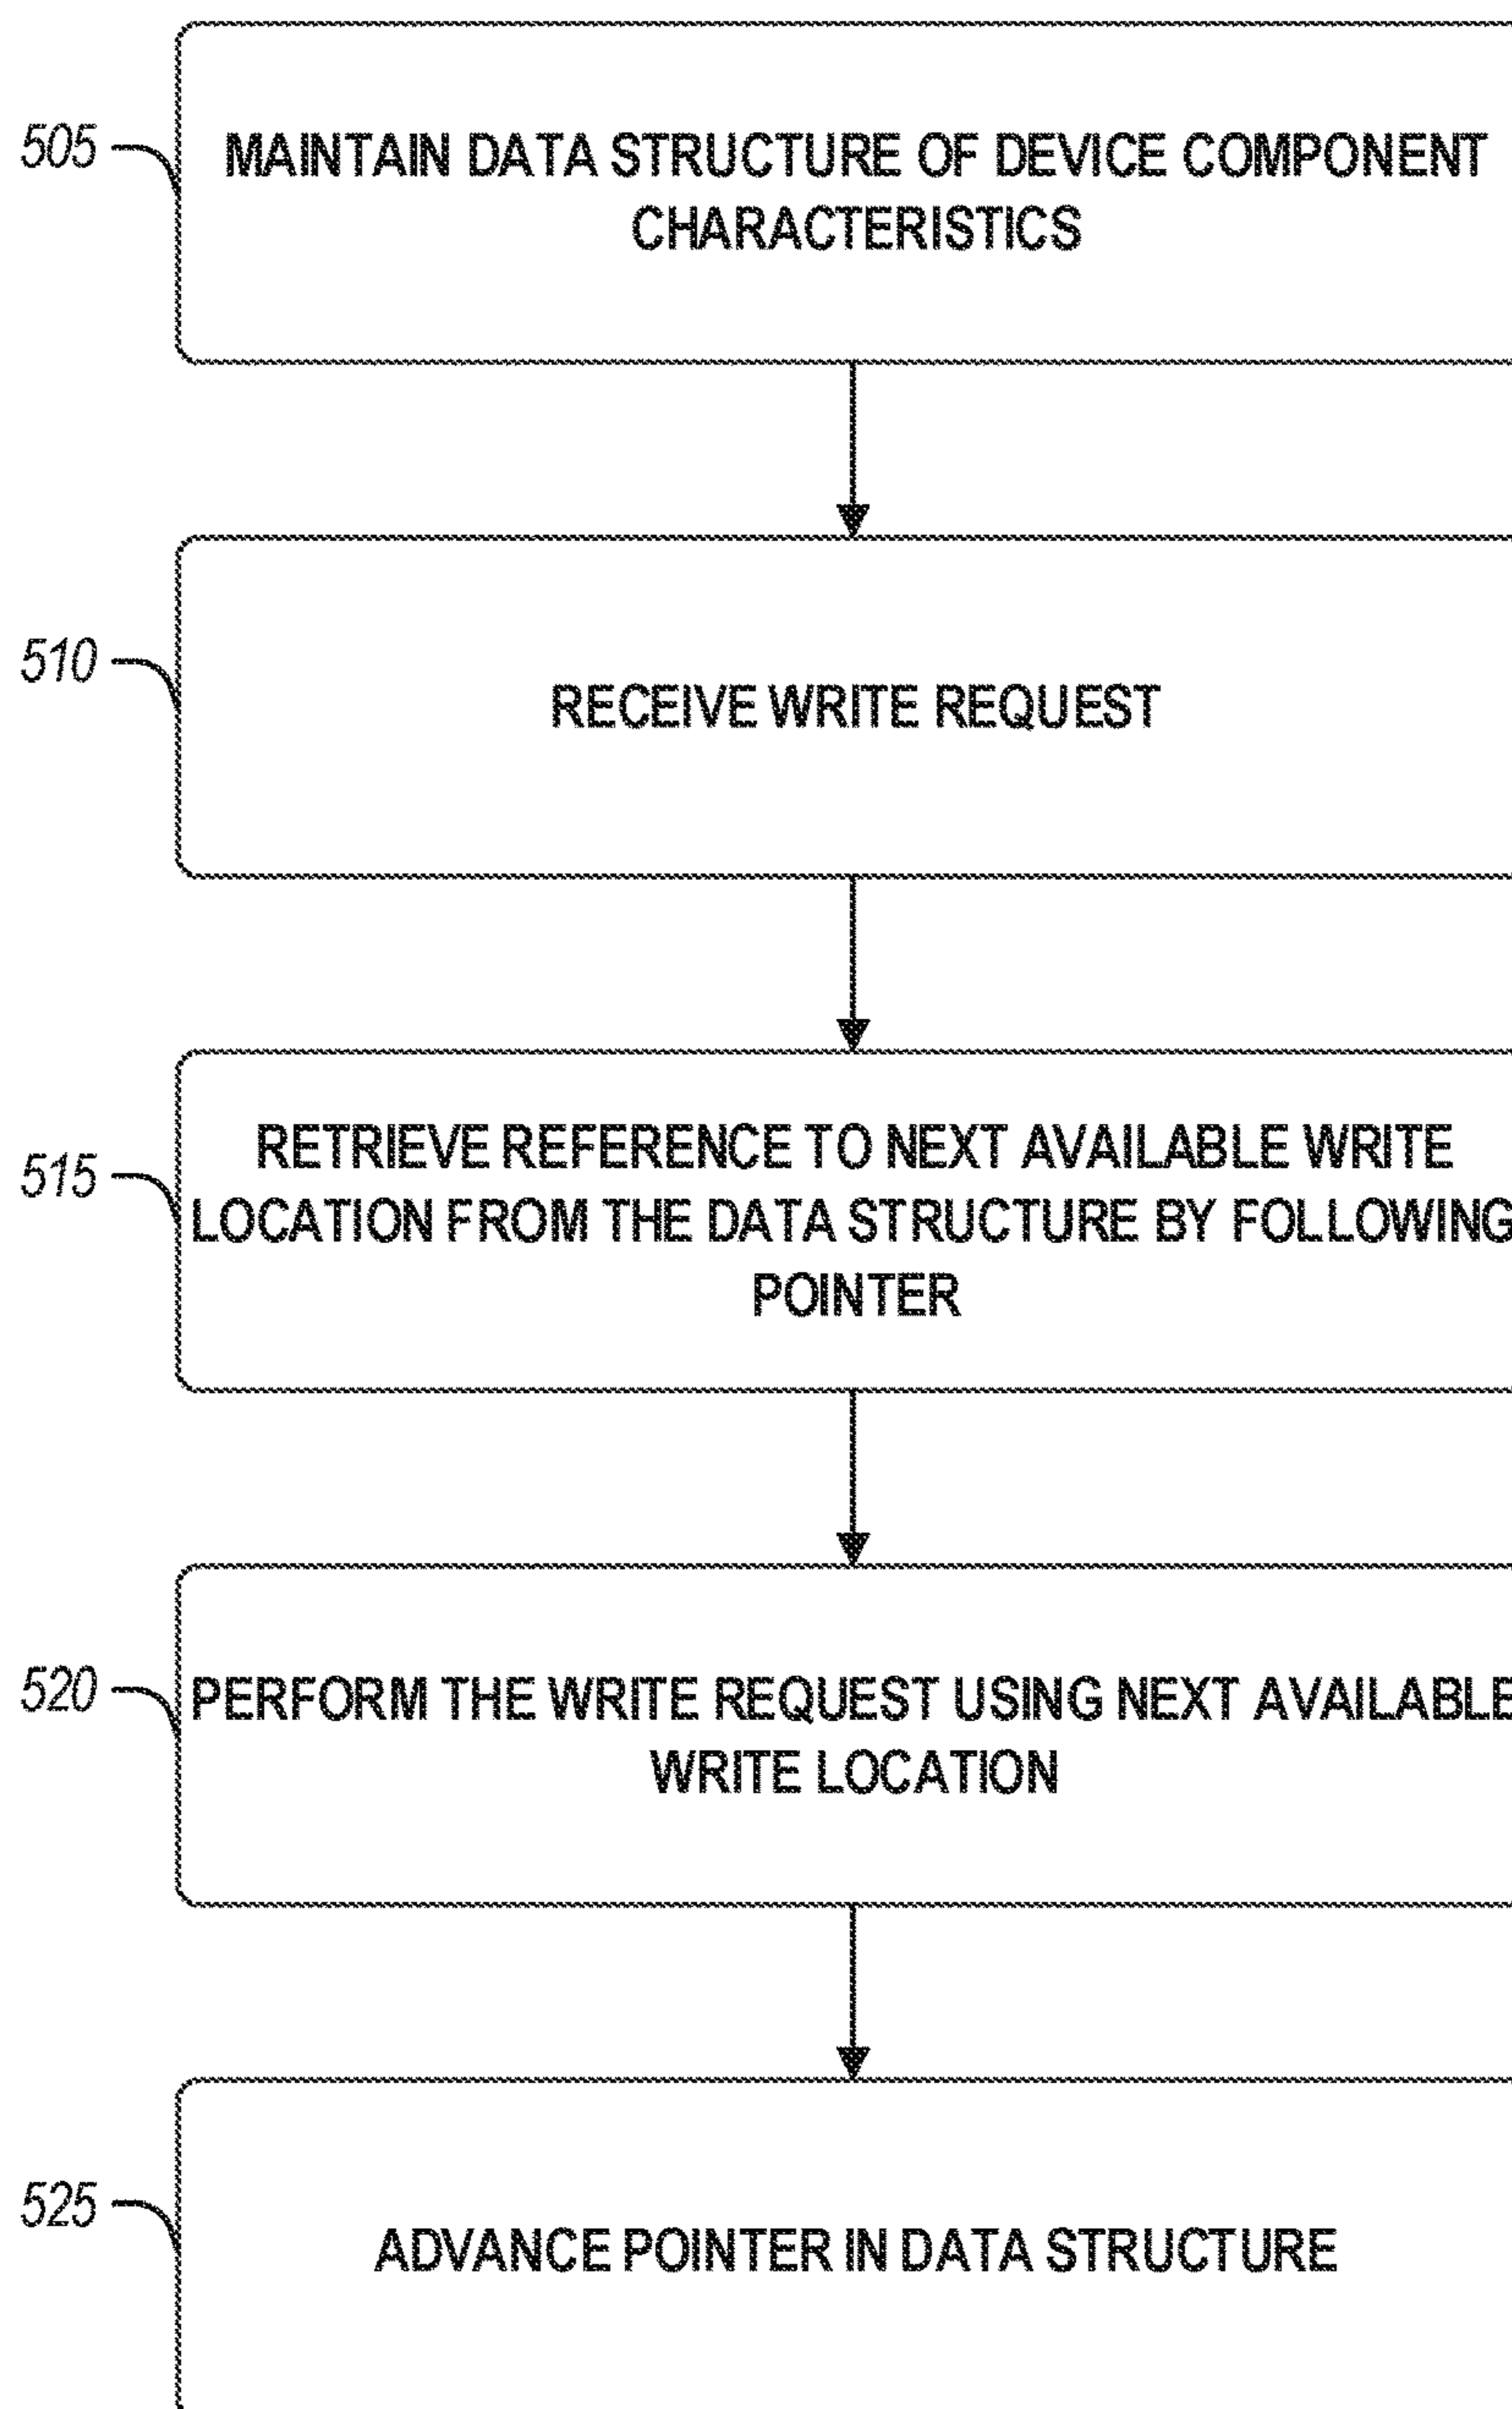 505
MAINTAIN DATA STRUCTURE OF DEVICE COMPONENT
CHARACTERISTICS
510
RECEIVE WRITE REQUEST
515
RETRIEVE REFERENCE TO NEXT AVAILABLE WRITE
LOCATION FROM THE DATA STRUCTURE BY FOLLOWING
POINTER
520
PERFORM THE WRITE REQUEST USING NEXT AVAILABLE
WRITE LOCATION
525
ADVANCE POINTER IN DATA STRUCTURE